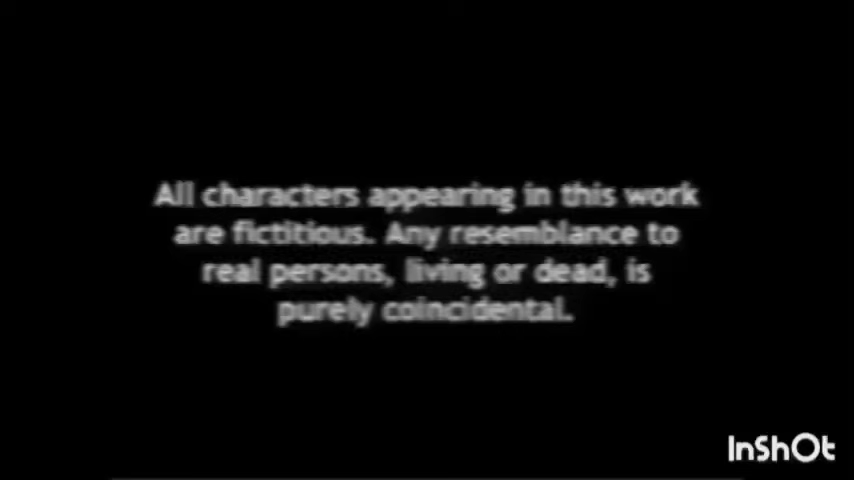 All characters appearing in this work
are fictitious. Any resemblance to
real persons, living or dead, is
purely coincidental.
InShOt